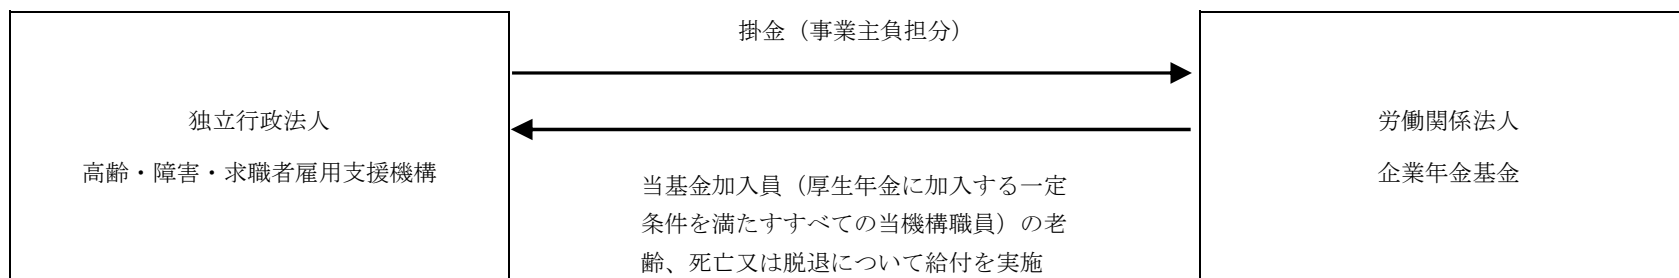 掛金（事業主負担分）
独立行政法人
高齢・障害・求職者雇用支援機構
労働関係法人
企業年金基金
当基金加入員（厚生年金に加入する一定
条件を満たすすべての当機構職員）の老
齢、死亡又は脱退について給付を実施